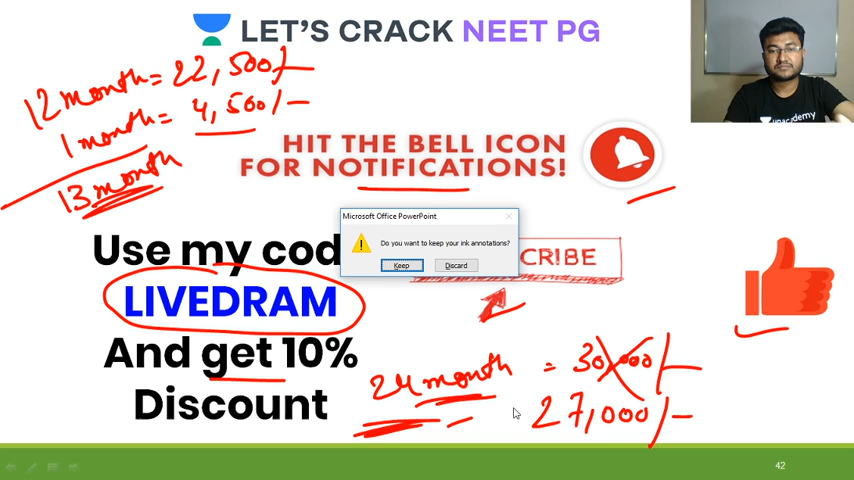 LET'S CRACK NEET PG
12 month = 22,500/-
1 month = 4,500/-
13 month
HIT THE BELL ICON
FOR NOTIFICATIONS!
unacademy
Microsoft Office PowerPoint
Do you want to keep your ink annotations?
Keep Discard
CRIBE
Use my cod
LIVEDRAM
And get 10%
Discount
24 month = 30,000/-
27,000/-
42